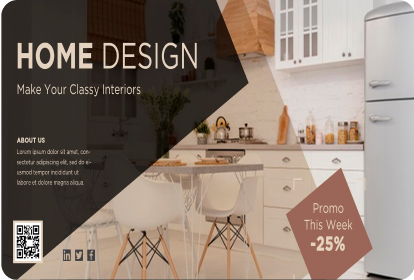 HOME DESIGN
Make Your Classy Interiors
ABOUT US
Lorem ipsum dolor sit amet, con-
sectetur adipiscing elit, sed do e-
iusmod tempor incididunt ut
labore et dolore magna aliqua.
Promo
This Week
-25%